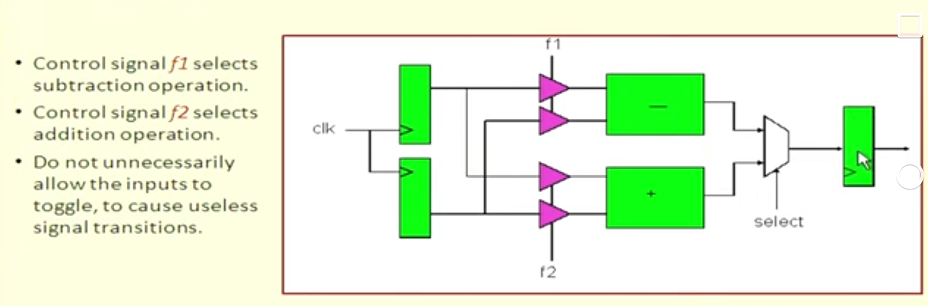 • Control signal f1 selects
subtraction operation.
• Control signal f2 selects
addition operation.
• Do not unnecessarily
allow the inputs to
toggle, to cause useless
signal transitions.
f1
clk
—
+
select
f2